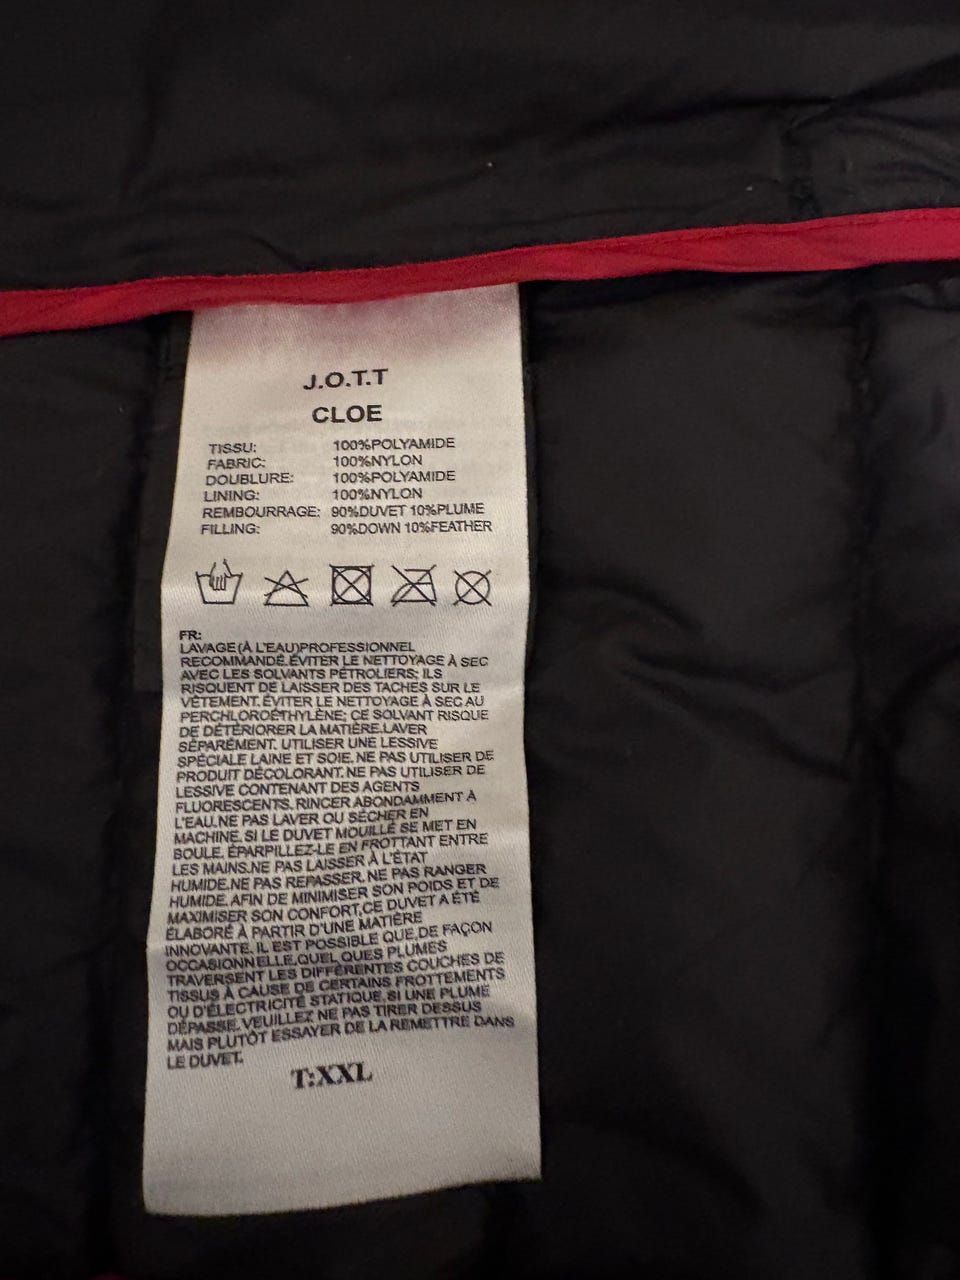 J.O.T.T
CLOE
TISSU: 100%POLYAMIDE
FABRIC: 100%NYLON
DOUBLURE: 100%POLYAMIDE
LINING: 100%NYLON
REMBOURRAGE: 90%DUVET 10%PLUME
FILLING: 90%DOWN 10%FEATHER
FR:
LAVAGE(À L'EAU)PROFESSIONNEL
RECOMMANDÉ.ÉVITER LE NETTOYAGE À SEC
AVEC LES SOLVANTS PÉTROLIERS; ILS
RISQUENT DE LAISSER DES TACHES SUR LE
VÊTEMENT.ÉVITER LE NETTOYAGE À SEC AU
PERCHLOROÉTHYLÈNE; CE SOLVANT RISQUE
DE DÉTÉRIORER LA MATIÈRE.LAVER
SÉPARÉMENT. UTILISER UNE LESSIVE
SPÉCIALE LAINE ET SOIE. NE PAS UTILISER DE
PRODUIT DÉCOLORANT. NE PAS UTILISER DE
LESSIVE CONTENANT DES AGENTS
FLUORESCENTS. RINCER ABONDAMMENT À
L'EAU.NE PAS LAVER OU SÉCHER EN
MACHINE. SI LE DUVET MOUILLÉ SE MET EN
BOULE, ÉPARPILLEZ-LE EN FROTTANT ENTRE
LES MAINS.NE PAS LAISSER À L'ÉTAT
HUMIDE.NE PAS REPASSER. NE PAS RANGER
HUMIDE. AFIN DE MINIMISER SON POIDS ET DE
MAXIMISER SON CONFORT,CE DUVET A ÉTÉ
ÉLABORÉ À PARTIR D'UNE MATIÈRE
INNOVANTE. IL EST POSSIBLE QUE,DE FAÇON
OCCASIONNELLE,QUEL QUES PLUMES
TRAVERSENT LES DIFFÉRENTES COUCHES DE
TISSUS À CAUSE DE CERTAINS FROTTEMENTS
OU D'ÉLECTRICITÉ STATIQUE.SI UNE PLUME
DÉPASSE, VEUILLEZ NE PAS TIRER DESSUS
MAIS PLUTÔT ESSAYER DE LA REMETTRE DANS
LE DUVET.
T:XXL